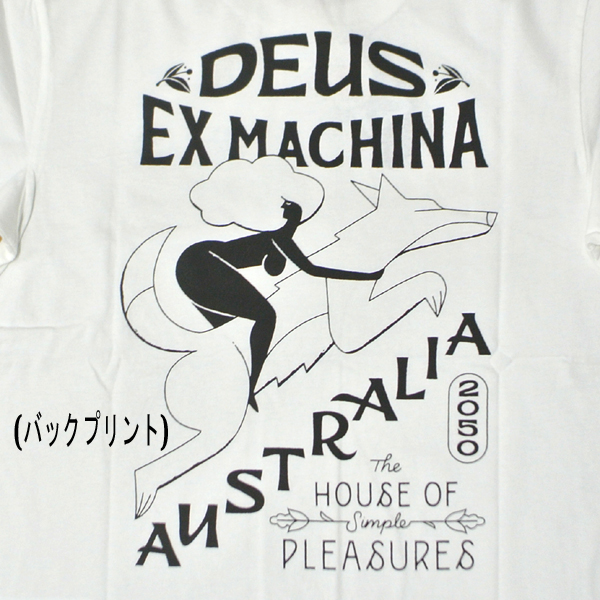 DEUS
EX MACHINA
AUSTRALIA
2050
(バックプリント)
The
HOUSE OF
Simple
PLEASURES